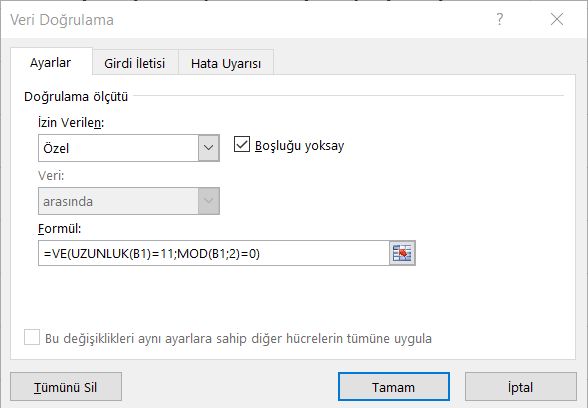 Veri Doğrulama
Ayarlar
Girdi İletisi
Hata Uyarısı
Doğrulama ölçütü
İzin Verilen:
Özel
Boşluğu yoksay
Veri:
arasında
Formül:
=VE(UZUNLUK(B1)=11;MOD(B1;2)=0)
Bu değişiklikleri aynı ayarlara sahip diğer hücrelerin tümüne uygula
Tümünü Sil
Tamam
İptal